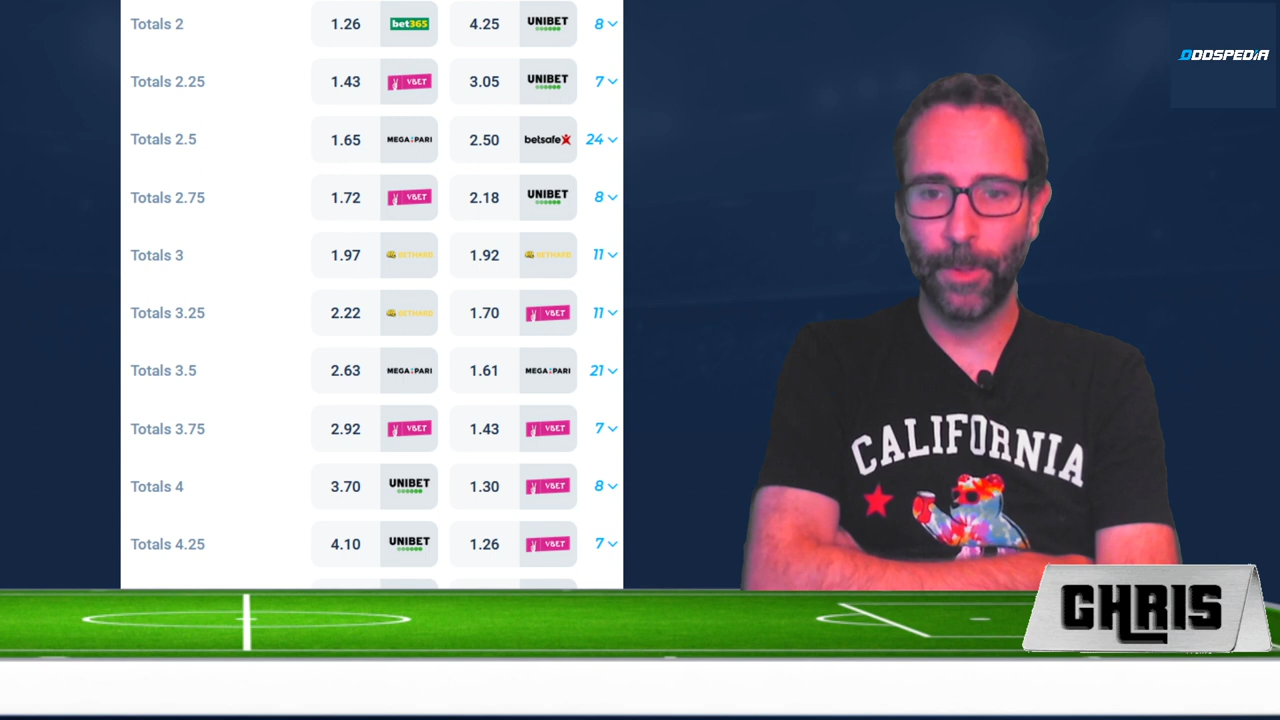 Totals 2 1.26 bet365 4.25 UNIBET 8
Totals 2.25 1.43 VBET 3.05 UNIBET 7
Totals 2.5 1.65 MEGAPARI 2.50 betsafe 24
Totals 2.75 1.72 VBET 2.18 UNIBET 8
Totals 3 1.97 BETHARD 1.92 BETHARD 11
Totals 3.25 2.22 BETHARD 1.70 VBET 11
Totals 3.5 2.63 MEGAPARI 1.61 MEGAPARI 21
Totals 3.75 2.92 VBET 1.43 VBET 7
Totals 4 3.70 UNIBET 1.30 VBET 8
Totals 4.25 4.10 UNIBET 1.26 VBET 7
ODDSPEDIA
CALIFORNIA
CHRIS